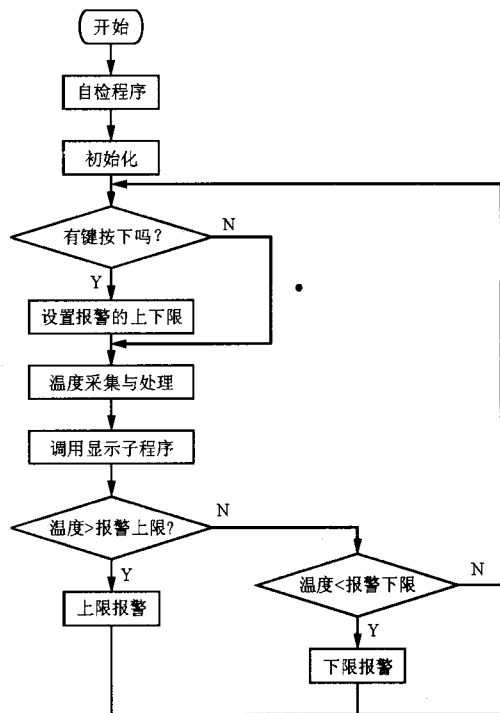 开始
自检程序
初始化
有键按下吗?
N
Y
设置报警的上下限
温度采集与处理
调用显示子程序
温度>报警上限?
N
Y
上限报警
温度<报警下限
N
Y
下限报警